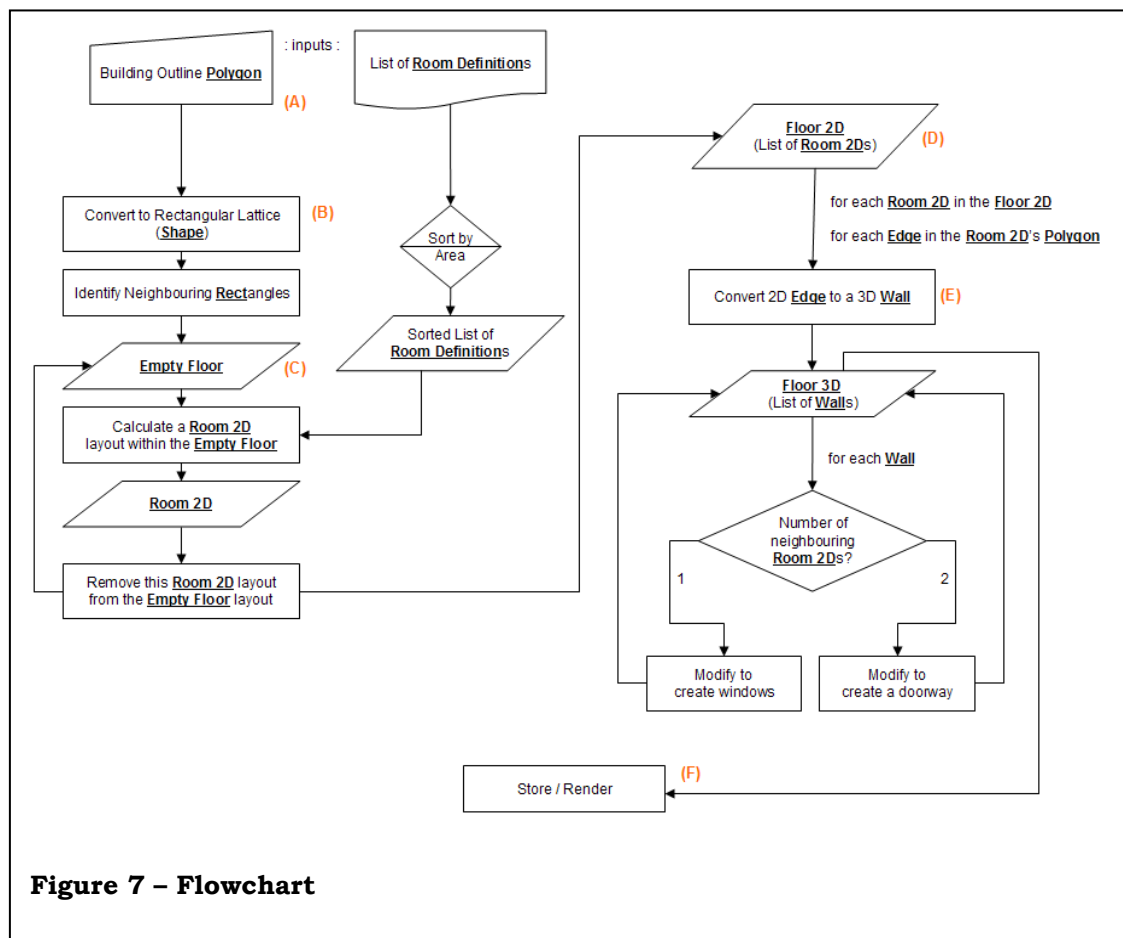 : inputs :
Building Outline Polygon
(A)
List of Room Definitions
Convert to Rectangular Lattice
(Shape)
(B)
Identify Neighbouring Rectangles
Sort by
Area
Sorted List of
Room Definitions
Empty Floor
(C)
Calculate a Room 2D
layout within the Empty Floor
Room 2D
Remove this Room 2D layout
from the Empty Floor layout
Floor 2D
(List of Room 2Ds)
(D)
for each Room 2D in the Floor 2D
for each Edge in the Room 2D's Polygon
Convert 2D Edge to a 3D Wall
(E)
Floor 3D
(List of Walls)
for each Wall
Number of
neighbouring
Room 2Ds?
1
2
Modify to
create windows
Modify to
create a doorway
Store / Render
(F)
Figure 7 – Flowchart